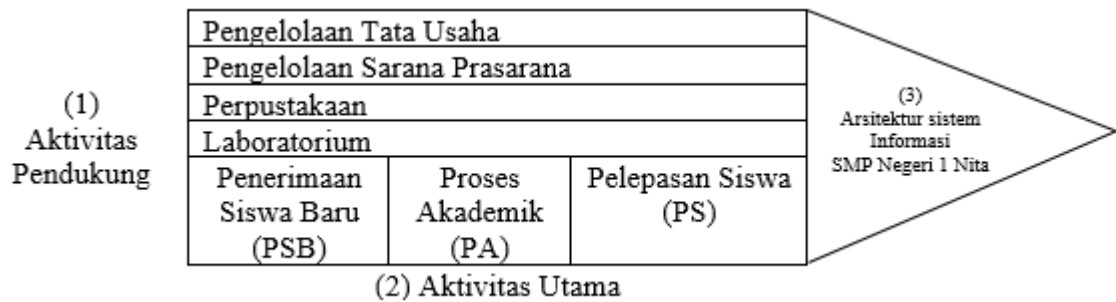 (1)
Aktivitas
Pendukung
Pengelolaan Tata Usaha
Pengelolaan Sarana Prasarana
Perpustakaan
Laboratorium
Penerimaan
Siswa Baru
(PSB)
Proses
Akademik
(PA)
Pelepasan Siswa
(PS)
(3)
Arsitektur sistem
Informasi
SMP Negeri 1 Nita
(2) Aktivitas Utama